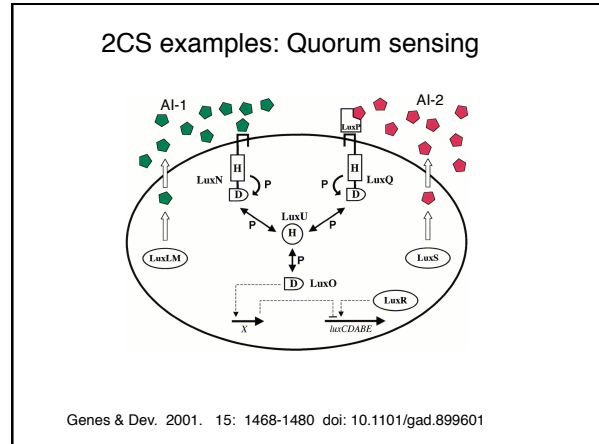 2CS examples: Quorum sensing
AI-1
AI-2
LuxP
H
H
P
P
LuxN
LuxQ
D
D
LuxU
P
H
P
P
LuxLM
LuxS
D
LuxO
LuxR
X
luxCDABE
Genes & Dev. 2001. 15: 1468-1480 doi: 10.1101/gad.899601